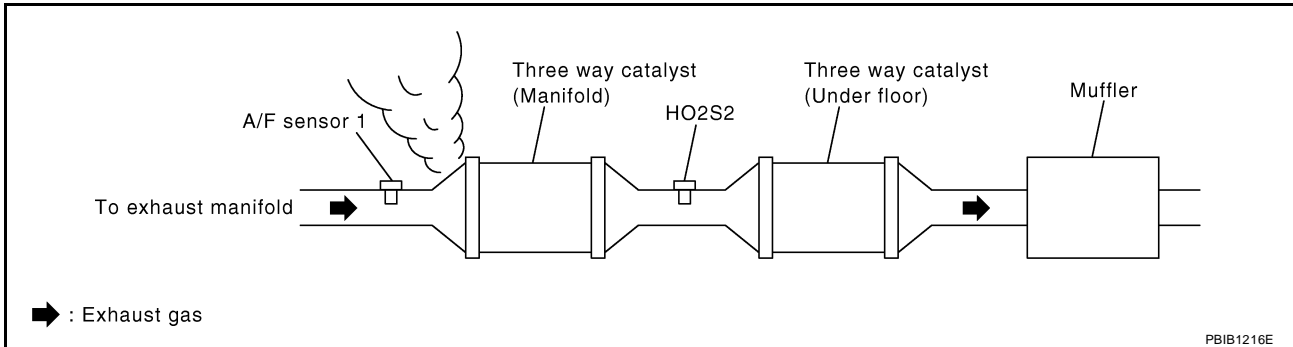 Three way catalyst
(Manifold)
Three way catalyst
(Under floor)
Muffler
A/F sensor 1
HO2S2
To exhaust manifold
: Exhaust gas
PBIB1216E